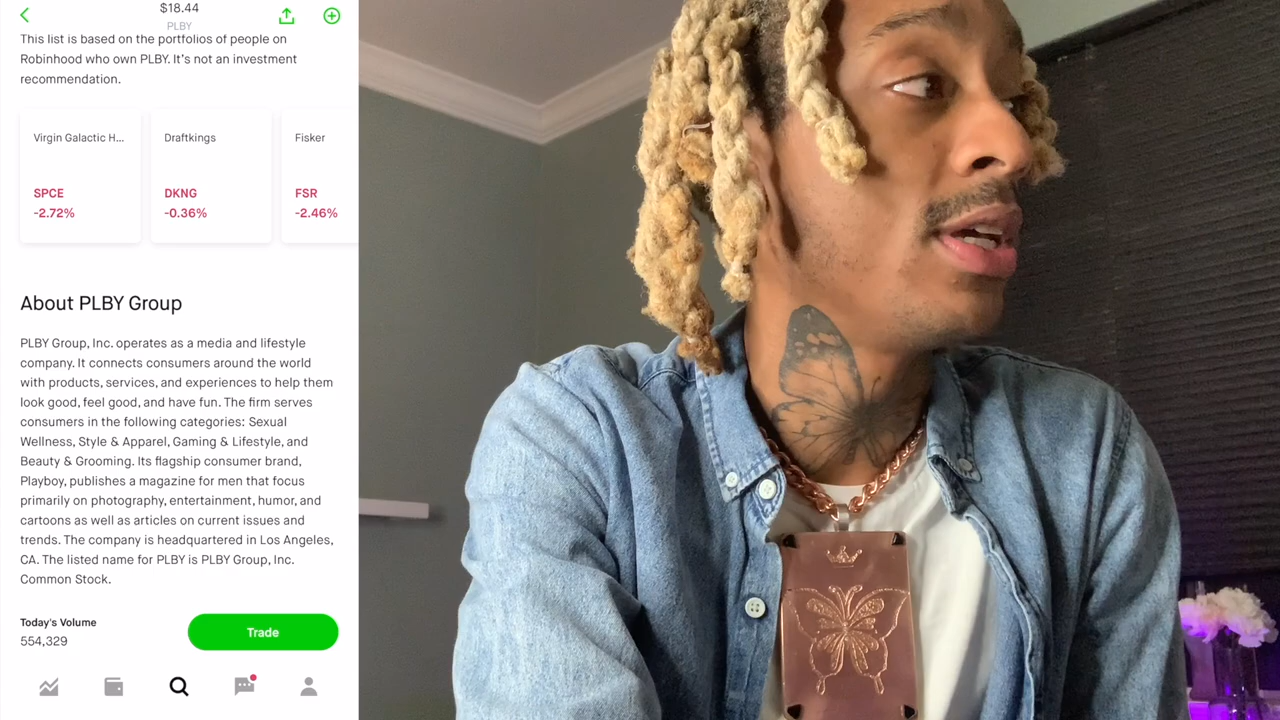 $18.44
PLBY
This list is based on the portfolios of people on
Robinhood who own PLBY. It's not an investment
recommendation.
Virgin Galactic H... Draftkings Fisker
SPCE DKNG FSR
-2.72% -0.36% -2.46%
About PLBY Group
PLBY Group, Inc. operates as a media and lifestyle
company. It connects consumers around the world
with products, services, and experiences to help them
look good, feel good, and have fun. The firm serves
consumers in the following categories: Sexual
Wellness, Style & Apparel, Gaming & Lifestyle, and
Beauty & Grooming. Its flagship consumer brand,
Playboy, publishes a magazine for men that focus
primarily on photography, entertainment, humor, and
cartoons as well as articles on current issues and
trends. The company is headquartered in Los Angeles,
CA. The listed name for PLBY is PLBY Group, Inc.
Common Stock.
Today's Volume
554,329
Trade